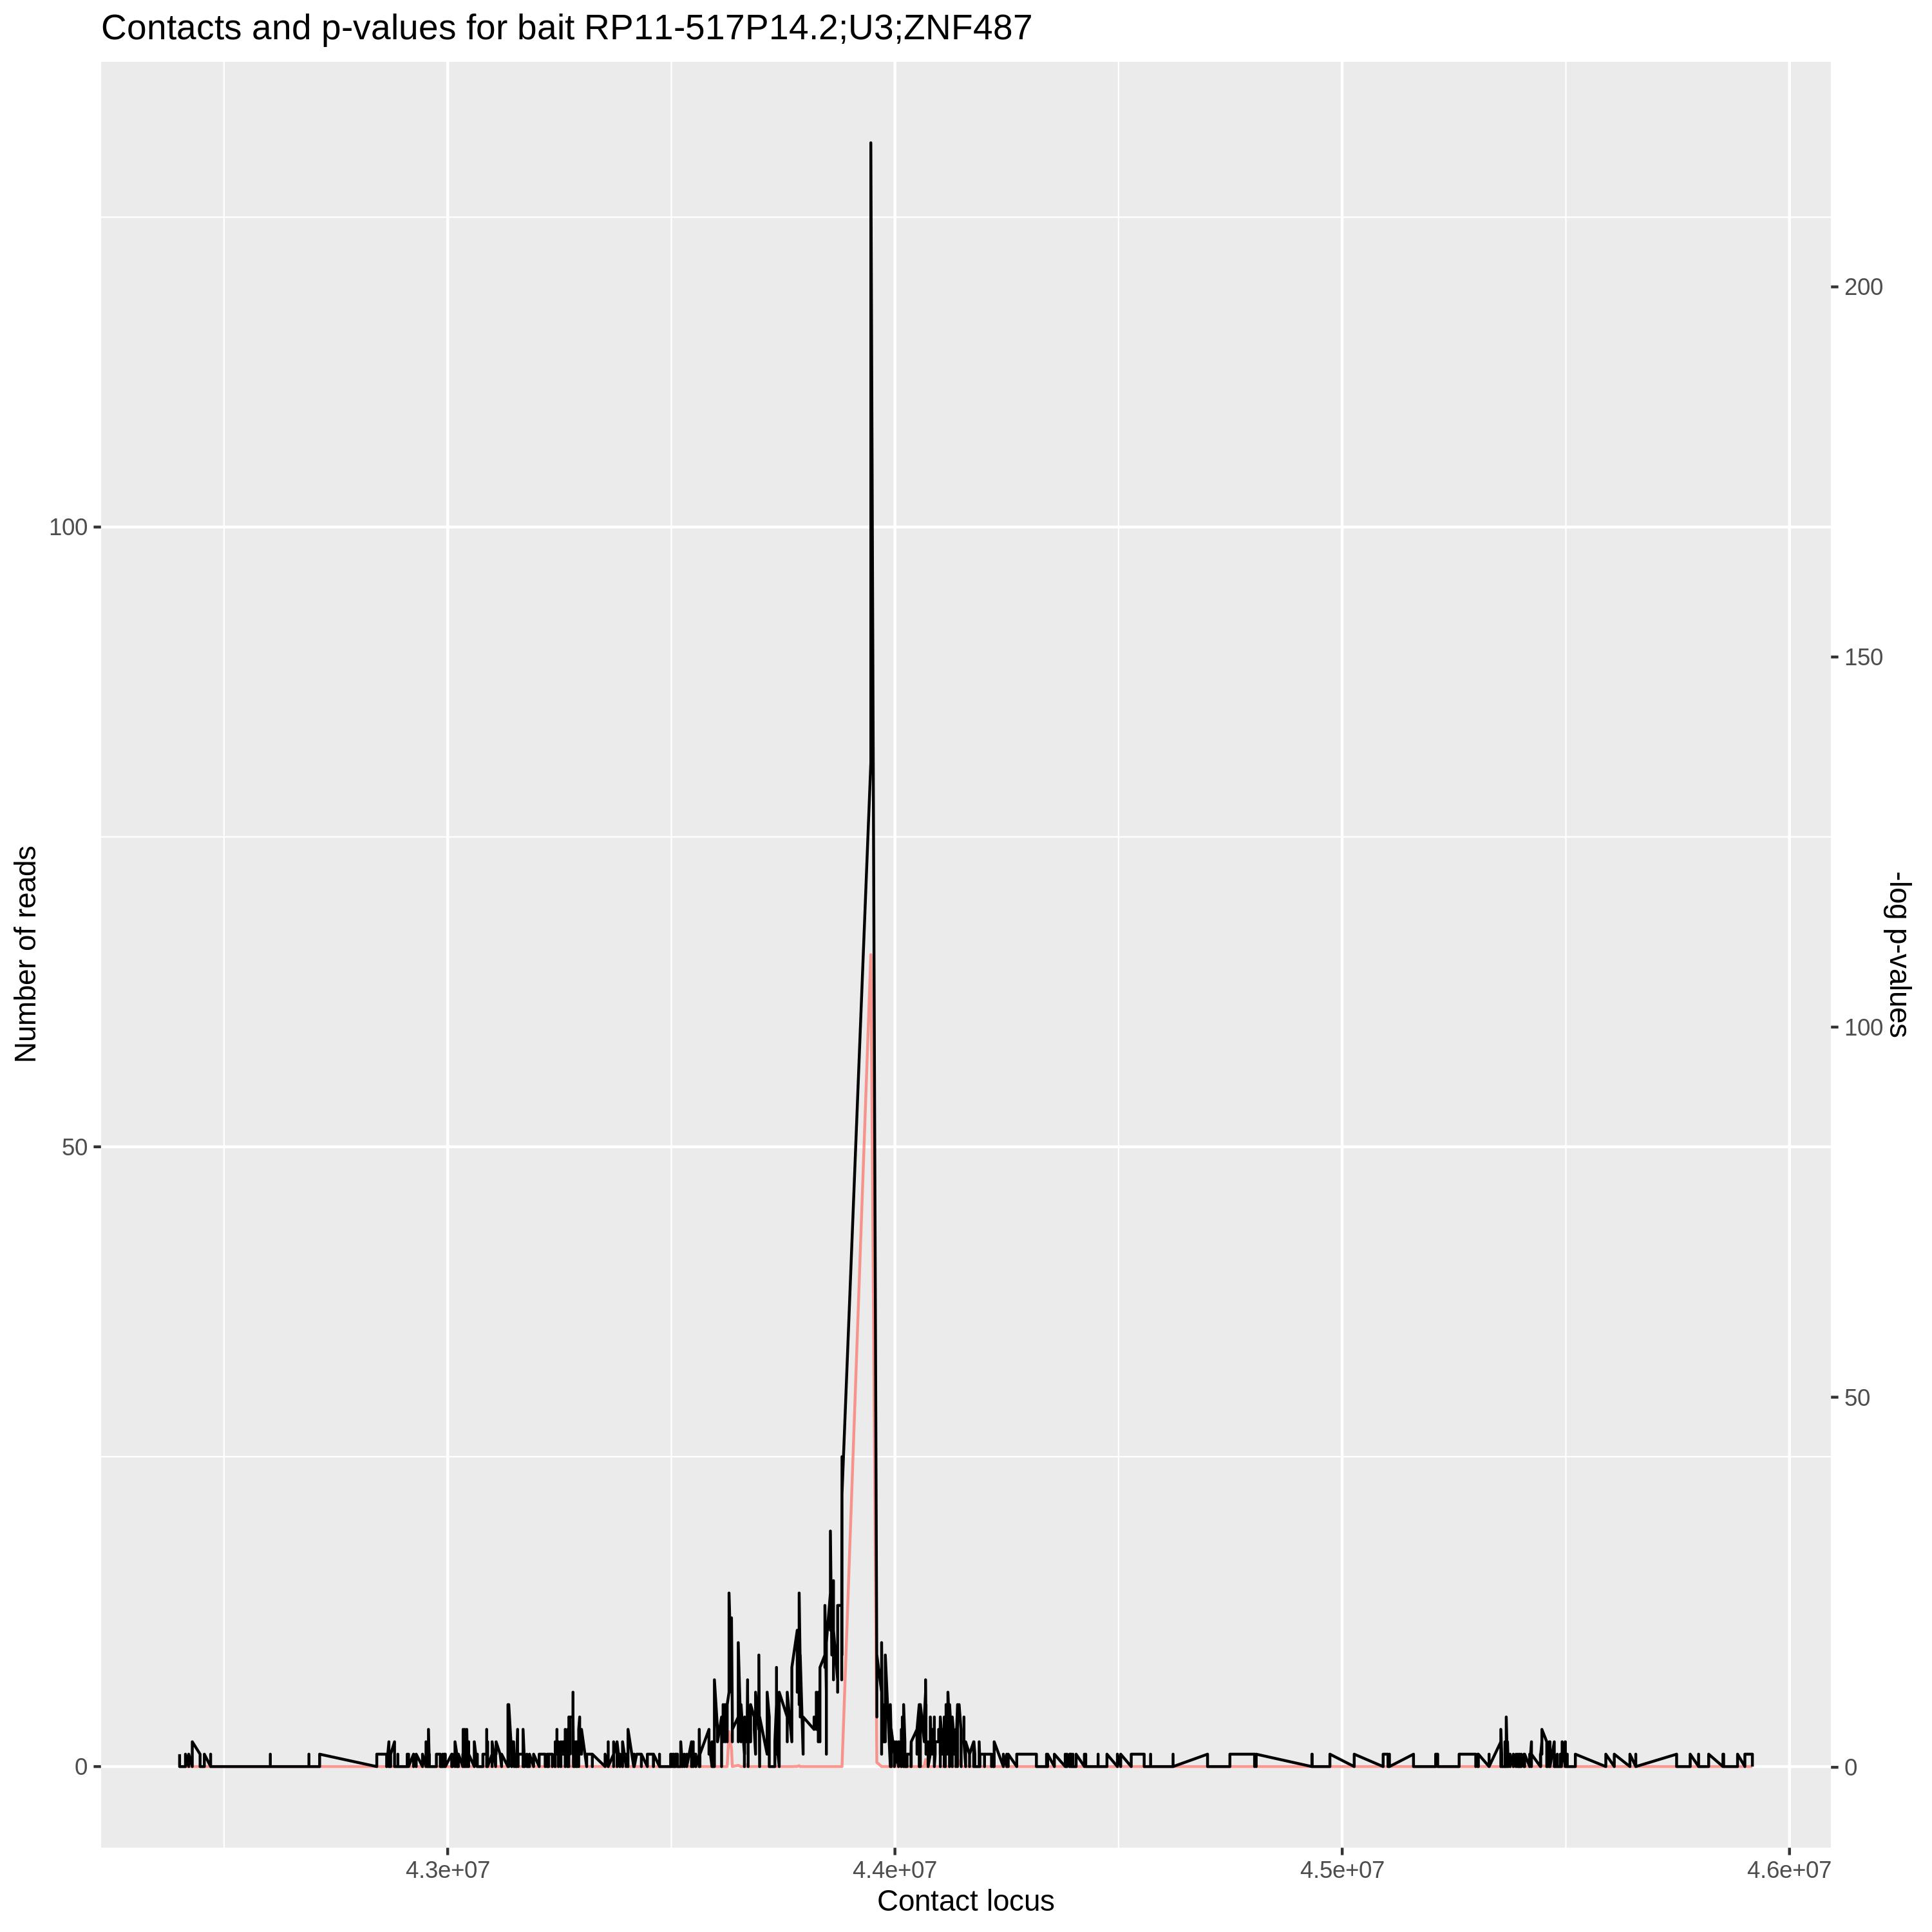 Contacts and p-values for bait RP11-517P14.2;U3;ZNF487
Number of reads
100
50
0
200
150
100
50
0
-log p-values
4.3e+07
4.4e+07
4.5e+07
4.6e+07
Contact locus